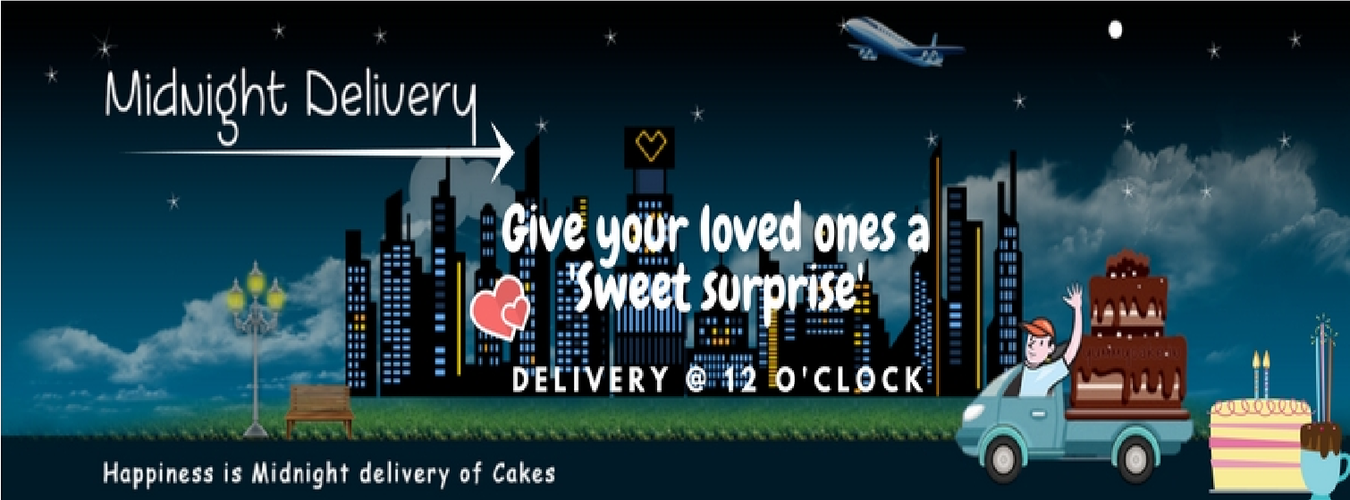 Midnight Delivery
Give your loved ones a
'Sweet surprise'
DELIVERY @ 12 O'CLOCK
Happiness is Midnight delivery of Cakes